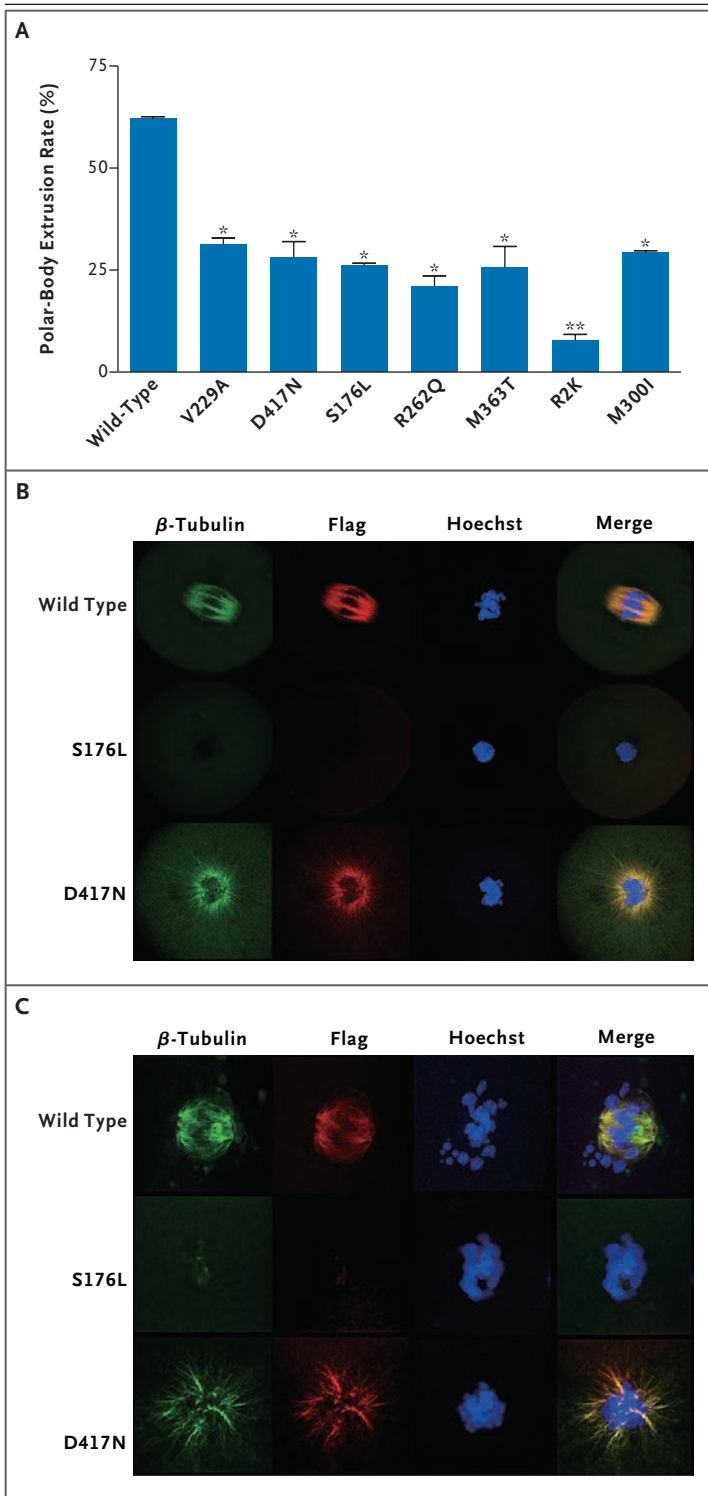 A
Polar-Body Extrusion Rate (%)
75
50
25
0
*
*
*
*
*
**
*
Wild-Type
V229A
D417N
S176L
R262Q
M363T
R2K
M300I
B
β-Tubulin Flag Hoechst Merge
Wild Type
S176L
D417N
C
β-Tubulin Flag Hoechst Merge
Wild Type
S176L
D417N